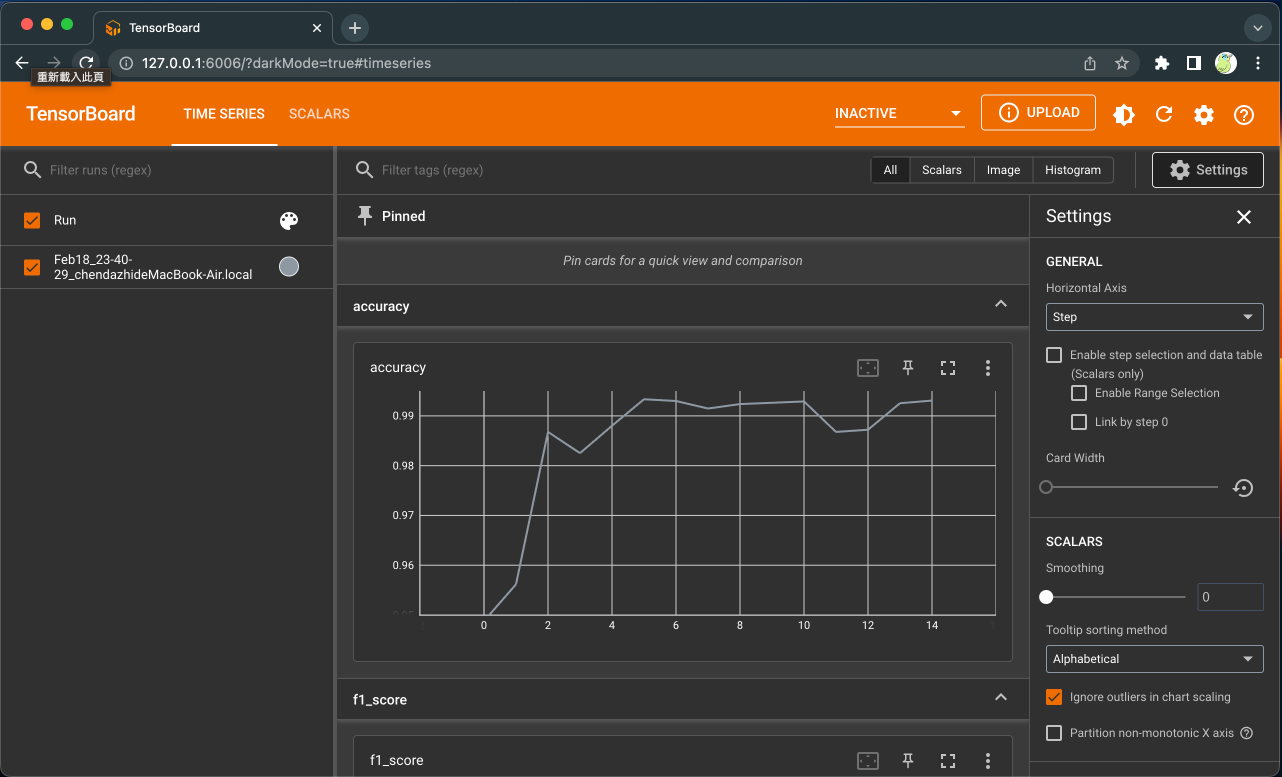 TensorBoard
127.0.0.1:6006/?darkMode=true#timeseries
重新載入此頁
TensorBoard
TIME SERIES
SCALARS
INACTIVE
UPLOAD
Filter runs (regex)
Filter tags (regex)
All
Scalars
Image
Histogram
Settings
Run
Feb18_23-40-
29_chendazhideMacBook-Air.local
Pinned
Pin cards for a quick view and comparison
accuracy
accuracy
0.99
0.98
0.97
0.96
0
2
4
6
8
10
12
14
f1_score
f1_score
Settings
GENERAL
Horizontal Axis
Step
Enable step selection and data table
(Scalars only)
Enable Range Selection
Link by step 0
Card Width
SCALARS
Smoothing
0
Tooltip sorting method
Alphabetical
Ignore outliers in chart scaling
Partition non-monotonic X axis